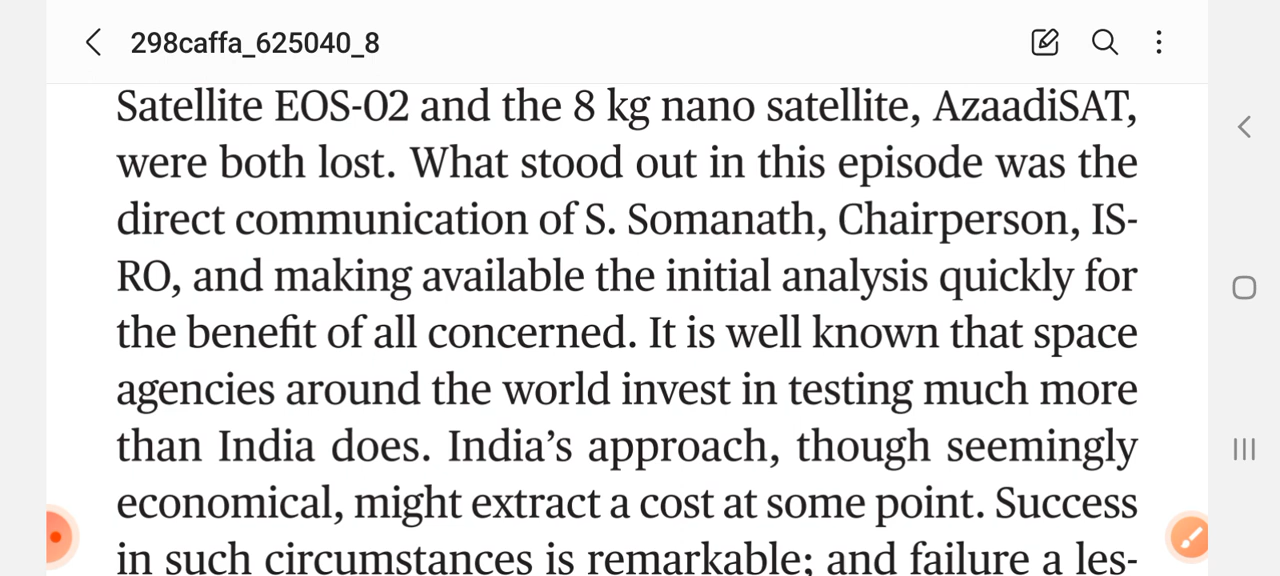 298caffa_625040_8
Satellite EOS-02 and the 8 kg nano satellite, AzaadiSAT,
were both lost. What stood out in this episode was the
direct communication of S. Somanath, Chairperson, IS-
RO, and making available the initial analysis quickly for
the benefit of all concerned. It is well known that space
agencies around the world invest in testing much more
than India does. India’s approach, though seemingly
economical, might extract a cost at some point. Success
in such circumstances is remarkable; and failure a les-